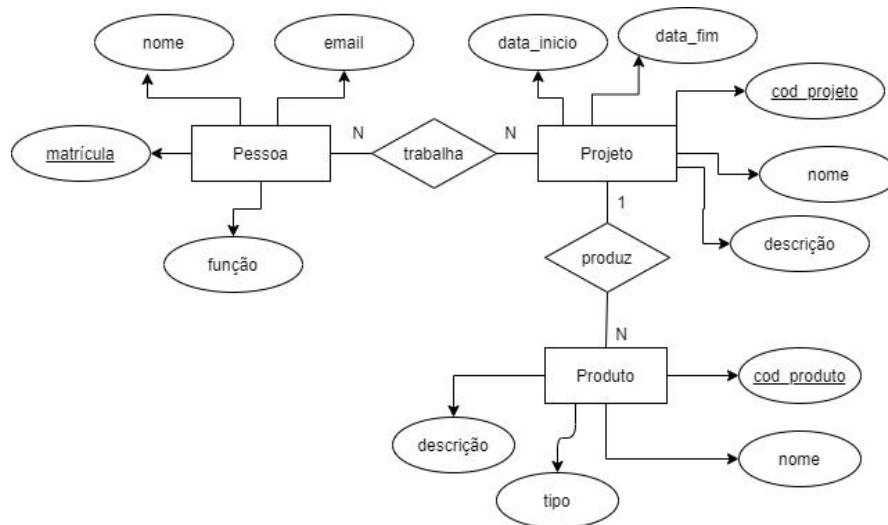 nome
email
data_inicio
data_fim
cod_projeto
matrícula
Pessoa
N
trabalha
N
Projeto
nome
1
descrição
função
produz
N
Produto
cod_produto
descrição
nome
tipo